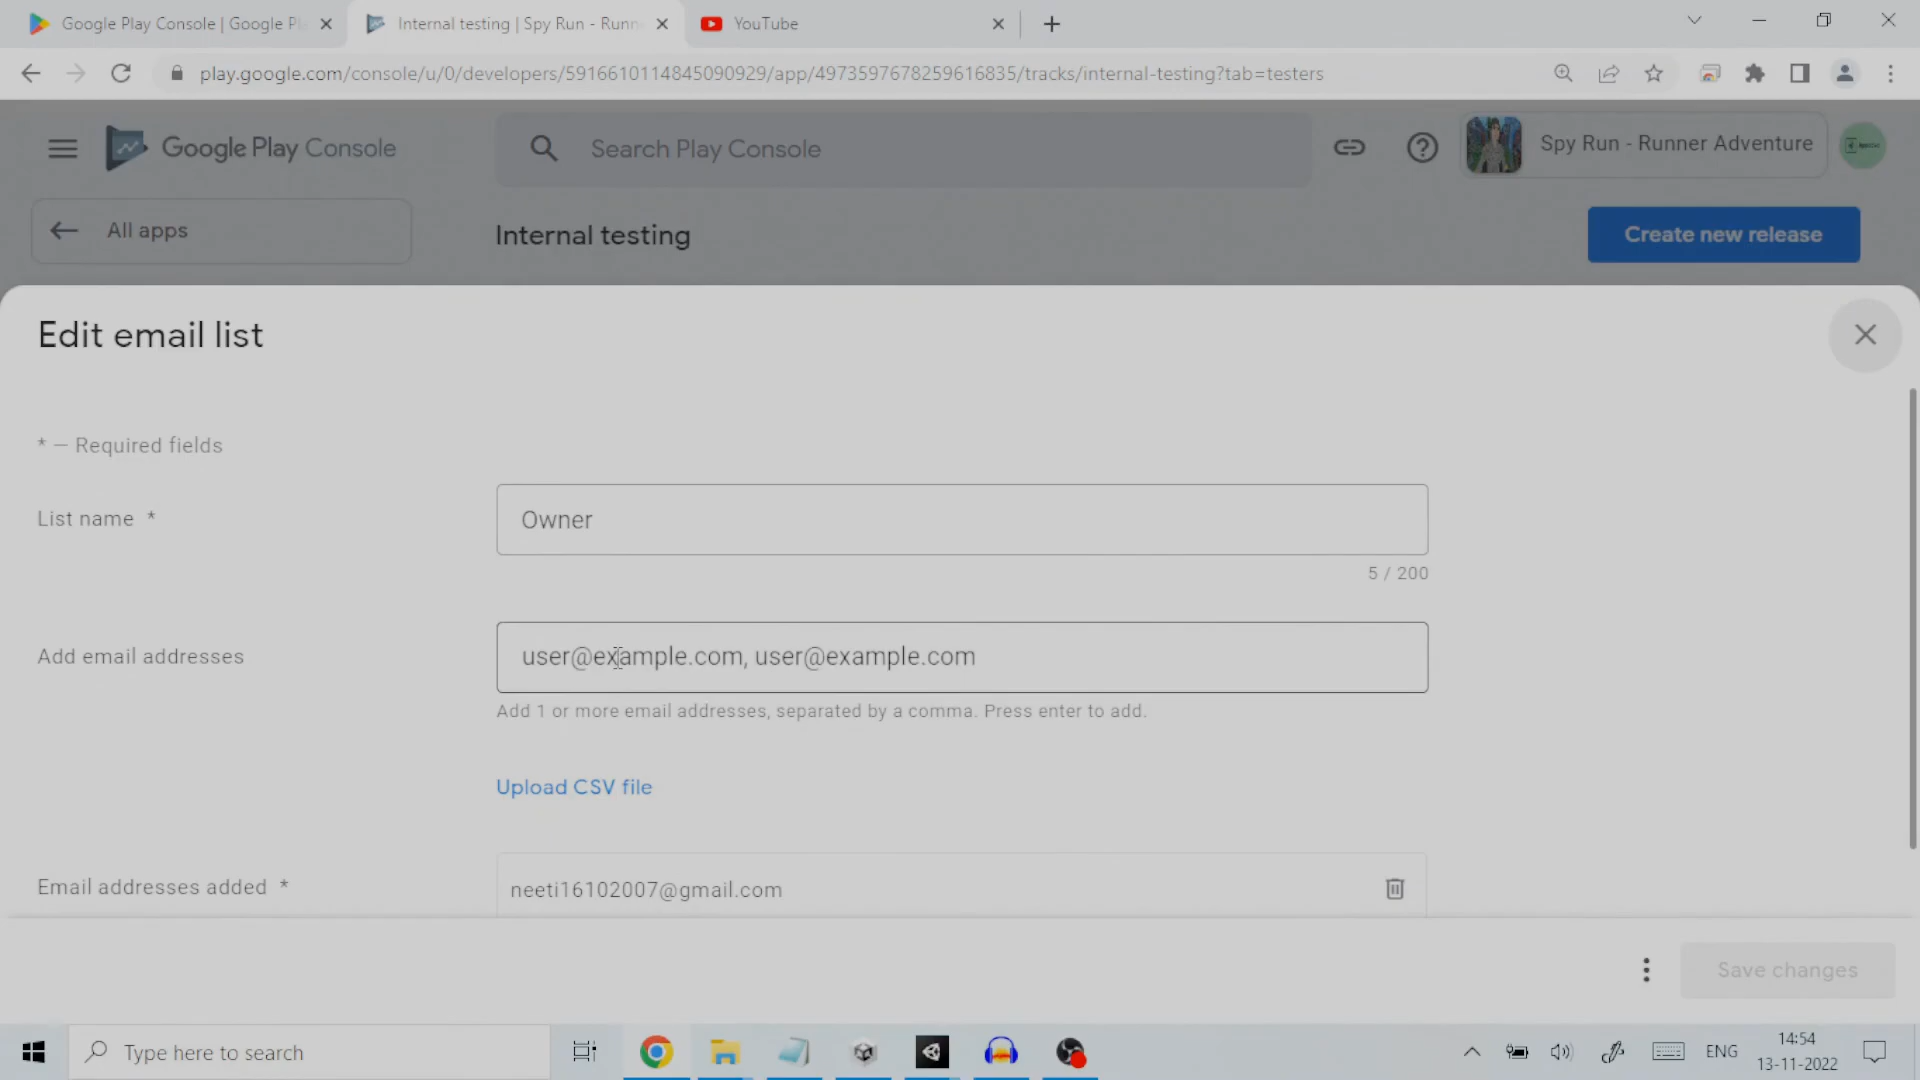 Google Play Console | Google Pl
Internal testing | Spy Run - Runn
YouTube
play.google.com/console/u/0/developers/5916610114845090929/app/4973597678259616835/tracks/internal-testing?tab=testers
Google Play Console
Search Play Console
Spy Run - Runner Adventure
All apps
Internal testing
Create new release
Edit email list
* — Required fields
List name *
Owner
5 / 200
Add email addresses
user@example.com, user@example.com
Add 1 or more email addresses, separated by a comma. Press enter to add.
Upload CSV file
Email addresses added *
neeti16102007@gmail.com
Save changes
Type here to search
ENG
14:54
13-11-2022